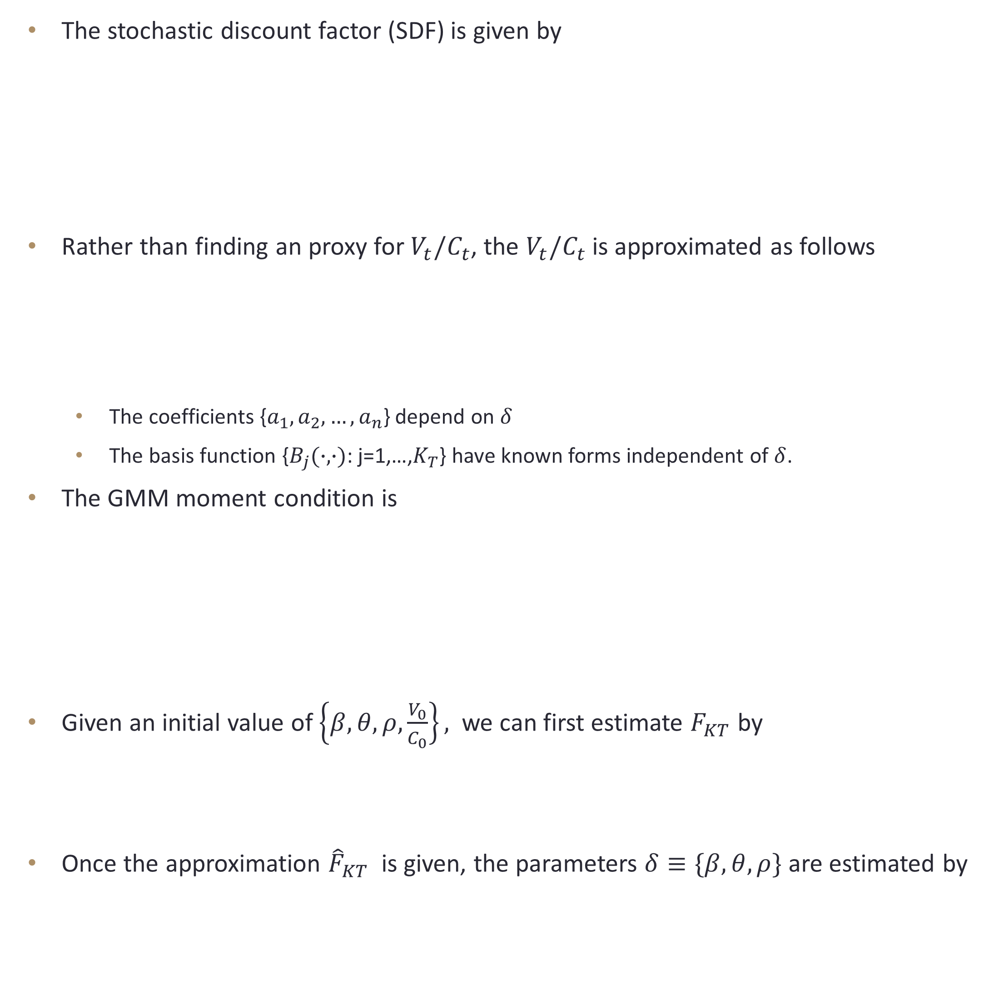 • The stochastic discount factor (SDF) is given by
• Rather than finding an proxy for $V_t/C_t$, the $V_t/C_t$ is approximated as follows
• The coefficients $\{a_1, a_2, \ldots, a_n\}$ depend on $\delta$
• The basis function $\{B_j(\cdot,\cdot)$: j=1,…,$K_T\}$ have known forms independent of $\delta$.
• The GMM moment condition is
• Given an initial value of $\left\{\beta, \theta, \rho, \frac{V_0}{C_0}\right\}$, we can first estimate $F_{KT}$ by
• Once the approximation $\hat{F}_{KT}$ is given, the parameters $\delta \equiv \{\beta, \theta, \rho\}$ are estimated by